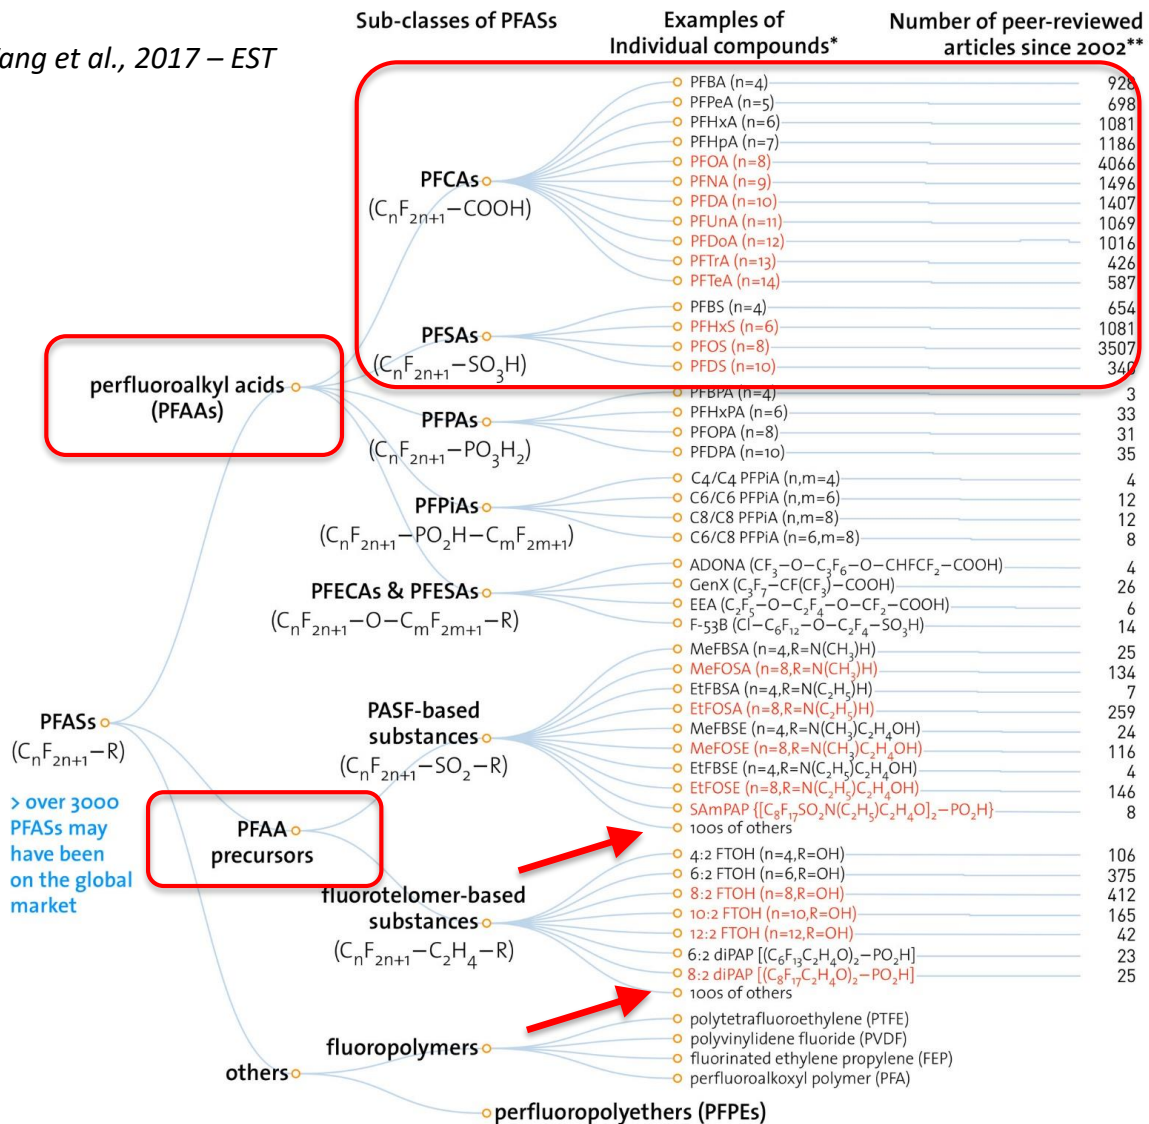 Sub-classes of PFASs
Examples of
Individual compounds*
Number of peer-reviewed
articles since 2002**
ang et al., 2017 – EST
PFBA (n=4) 928
PFPeA (n=5) 698
PFHxA (n=6) 1081
PFHpA (n=7) 1186
PFOA (n=8) 4066
PFNA (n=9) 1496
PFDA (n=10) 1407
PFUnA (n=11) 1069
PFDoA (n=12) 1016
PFTrA (n=13) 426
PFTeA (n=14) 587
PFCAs
(CₙF₂ₙ₊₁–COOH)
PFBS (n=4) 654
PFHxS (n=6) 1081
PFOS (n=8) 3507
PFDS (n=10) 340
PFSAs
(CₙF₂ₙ₊₁–SO₃H)
perfluoroalkyl acids
(PFAAs)
PFBPA (n=4) 3
PFHxPA (n=6) 33
PFOPA (n=8) 31
PFDPA (n=10) 35
PFPAs
(CₙF₂ₙ₊₁–PO₃H₂)
C4/C4 PFPiA (n,m=4) 4
C6/C6 PFPiA (n,m=6) 12
C8/C8 PFPiA (n,m=8) 12
C6/C8 PFPiA (n=6,m=8) 8
PFPiAs
(CₙF₂ₙ₊₁–PO₂H–CₘF₂ₘ₊₁)
ADONA (CF₃–O–C₃F₆–O–CHFCF₂–COOH) 4
GenX (C₃F₇–CF(CF₃)–COOH) 26
EEA (C₂F₅–O–C₂F₄–O–CF₂–COOH) 6
F-53B (Cl–C₆F₁₂–O–C₂F₄–SO₃H) 14
PFECAs & PFESAs
(CₙF₂ₙ₊₁–O–CₘF₂ₘ₊₁–R)
MeFBSA (n=4,R=N(CH₃)H) 25
MeFOSA (n=8,R=N(CH₃)H) 134
EtFBSA (n=4,R=N(C₂H₅)H) 7
EtFOSA (n=8,R=N(C₂H₅)H) 259
MeFBSE (n=4,R=N(CH₃)C₂H₄OH) 24
MeFOSE (n=8,R=N(CH₃)C₂H₄OH) 116
EtFBSE (n=4,R=N(C₂H₅)C₂H₄OH) 4
EtFOSE (n=8,R=N(C₂H₅)C₂H₄OH) 146
SAmPAP {[C₈F₁₇SO₂N(C₂H₅)C₂H₄O]₂–PO₂H} 8
100s of others
PASF-based
substances
(CₙF₂ₙ₊₁–SO₂–R)
PFASs
(CₙF₂ₙ₊₁–R)
> over 3000
PFASs may
have been
on the global
market
PFAA
precursors
4:2 FTOH (n=4,R=OH) 106
6:2 FTOH (n=6,R=OH) 375
8:2 FTOH (n=8,R=OH) 412
10:2 FTOH (n=10,R=OH) 165
12:2 FTOH (n=12,R=OH) 42
6:2 diPAP [(C₆F₁₃C₂H₄O)₂–PO₂H] 23
8:2 diPAP [(C₈F₁₇C₂H₄O)₂–PO₂H] 25
100s of others
fluorotelomer-based
substances
(CₙF₂ₙ₊₁–C₂H₄–R)
polytetrafluoroethylene (PTFE)
polyvinylidene fluoride (PVDF)
fluorinated ethylene propylene (FEP)
perfluoroalkoxyl polymer (PFA)
fluoropolymers
others
perfluoropolyethers (PFPEs)